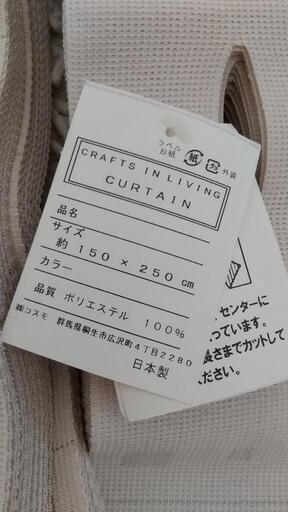 ラベル
台紙 紙 プラ 外装
CRAFTS IN LIVING
CURTAIN
品名
サイズ
約 150 × 250 cm
カラー
品質 ポリエステル 100%
㈱コスモ 群馬県桐生市広沢町4丁目2280
日本製
センターに
っています。
長さまでカットして
ださい。